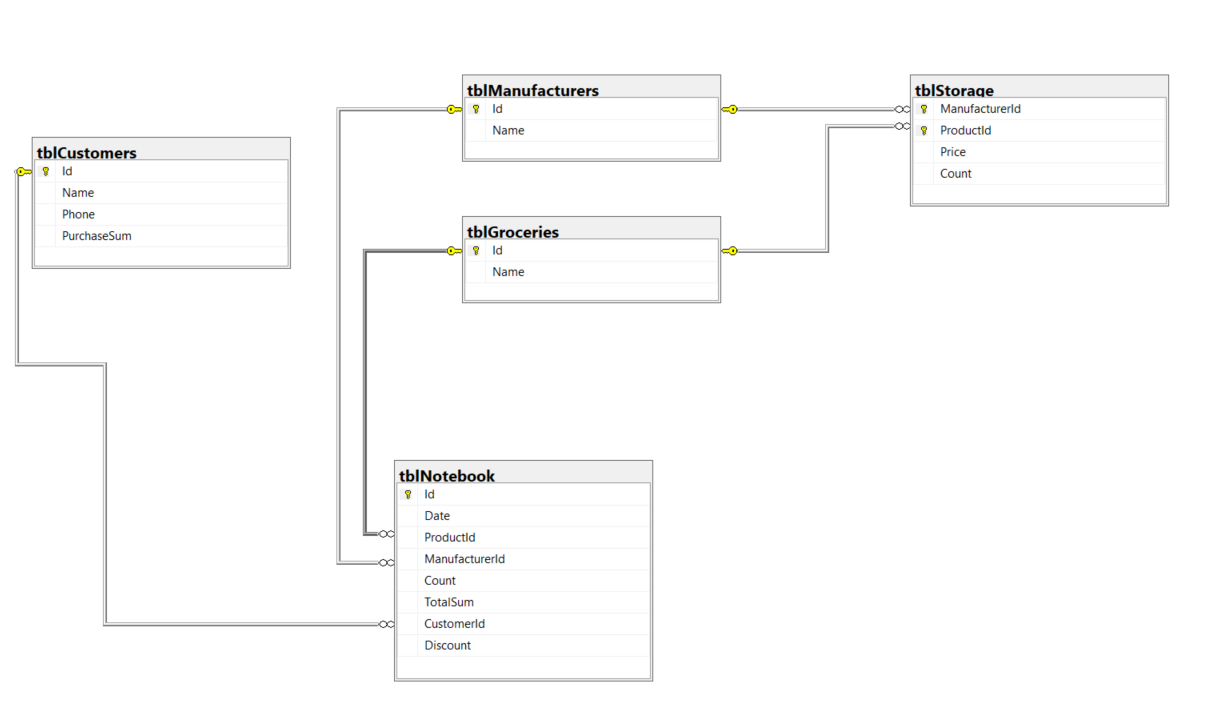 tblManufacturers
Id
Name
tblStorage
ManufacturerId
ProductId
Price
Count
tblCustomers
Id
Name
Phone
PurchaseSum
tblGroceries
Id
Name
tblNotebook
Id
Date
ProductId
ManufacturerId
Count
TotalSum
CustomerId
Discount